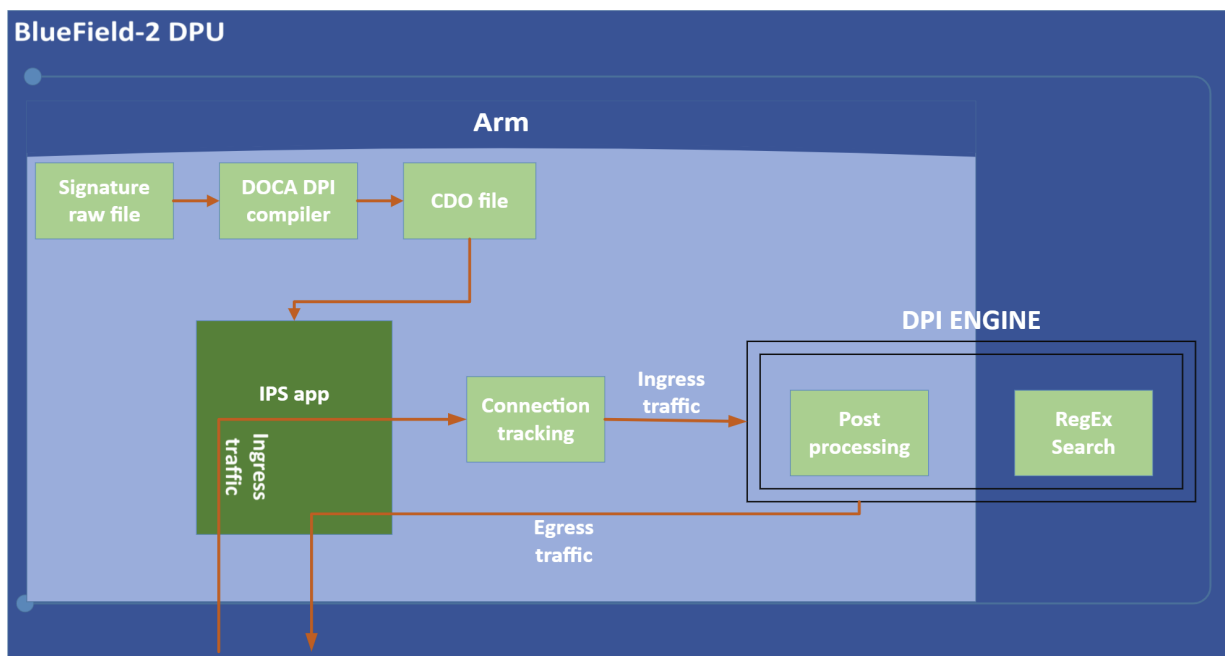 BlueField-2 DPU
Arm
Signature
raw file
DOCA DPI
compiler
CDO file
DPI ENGINE
IPS app
Ingress
traffic
Connection
tracking
Ingress
traffic
Post
processing
RegEx
Search
Egress
traffic